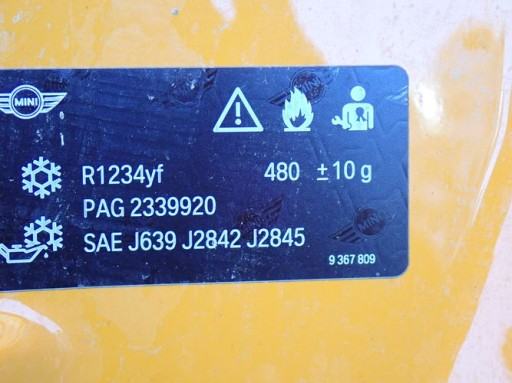 MINI
R1234yf 480 ±10 g
PAG 2339920
SAE J639 J2842 J2845
9 367 809